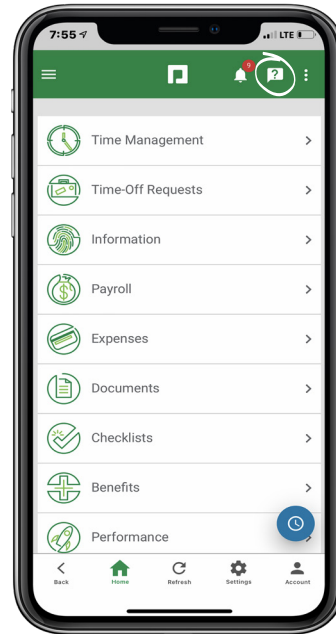 7:55
LTE
9
?
Time Management
Time-Off Requests
Information
Payroll
Expenses
Documents
Checklists
Benefits
Performance
Back Home Refresh Settings Account